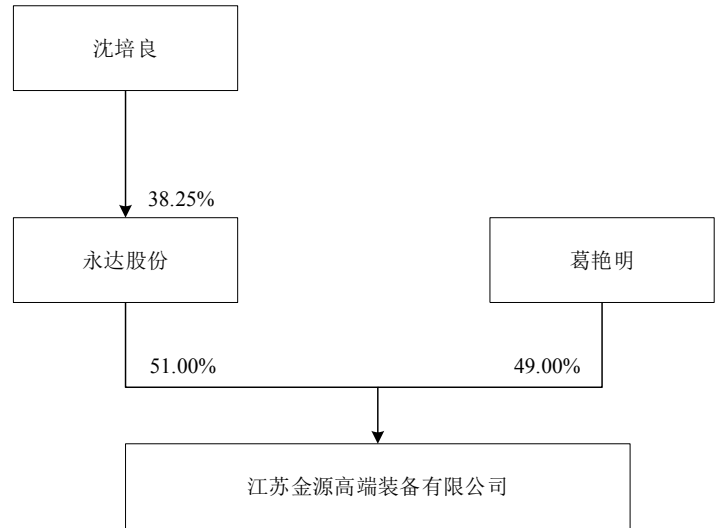 沈培良
38.25%
永达股份
葛艳明
51.00%
49.00%
江苏金源高端装备有限公司